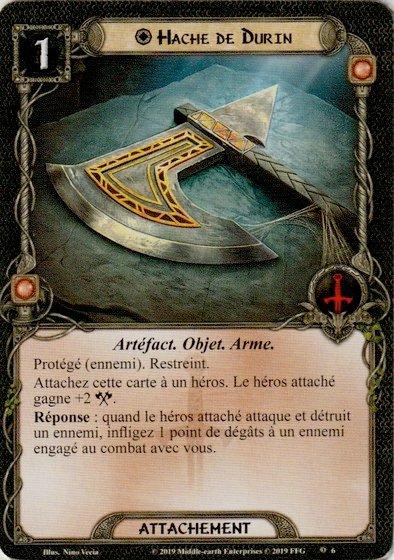 1
Hache de Durin
Artéfact. Objet. Arme.
Protégé (ennemi). Restreint.
Attachez cette carte à un héros. Le héros attaché
gagne +2 .
Réponse : quand le héros attaché attaque et détruit
un ennemi, infligez 1 point de dégâts à un ennemi
engagé au combat avec vous.
ATTACHEMENT
Illus. Nino Vecia © 2019 Middle-earth Enterprises © 2019 FFG 6